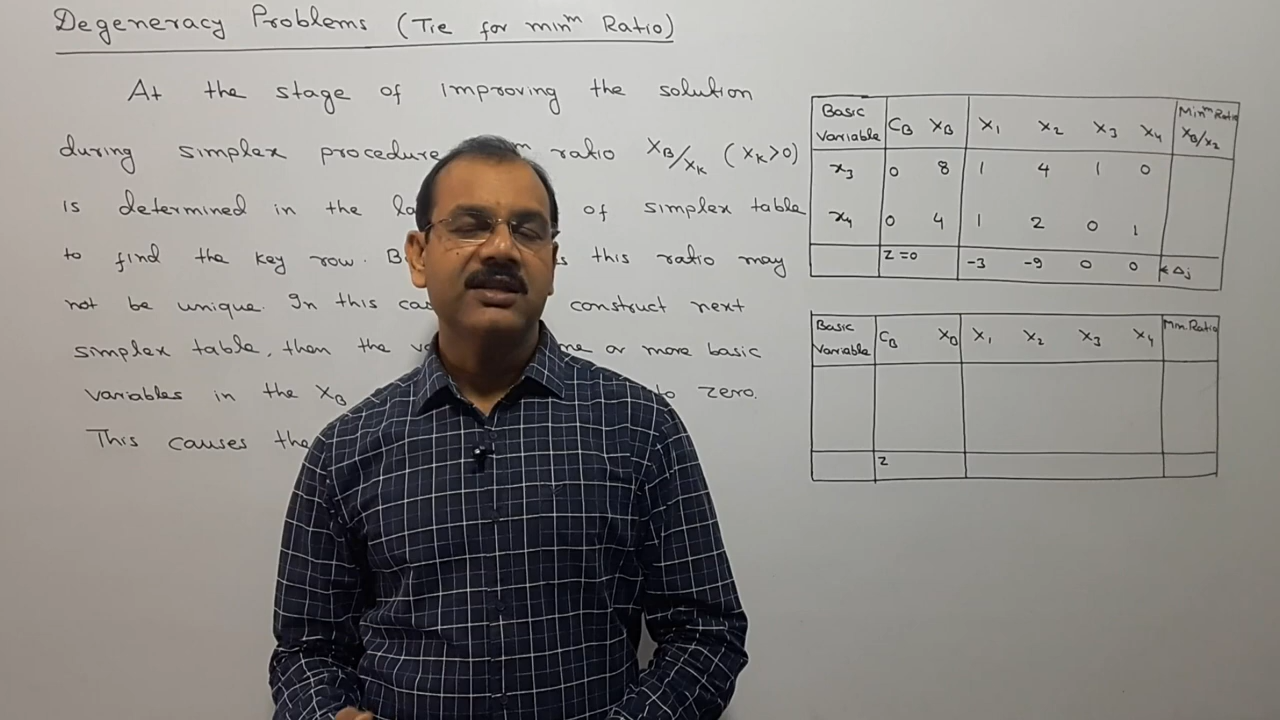 Degeneracy Problems (Tie for minᵐ Ratio)
At the stage of improving the solution
during simplex procedure ratio XB/XK (XK>0)
is determined in the of simplex table
to find the key row. this ratio may
not be unique. In this construct next
simplex table, then the or more basic
variables in the XB to zero.
This causes the
Basic Variable CB XB X1 X2 X3 X4 Minᵐ Ratio XB/X2
x3 0 8 1 4 1 0
x4 0 4 1 2 0 1
Z=0 -3 -9 0 0 ←Δj
Basic Variable CB XB X1 X2 X3 X4 Min. Ratio
Z